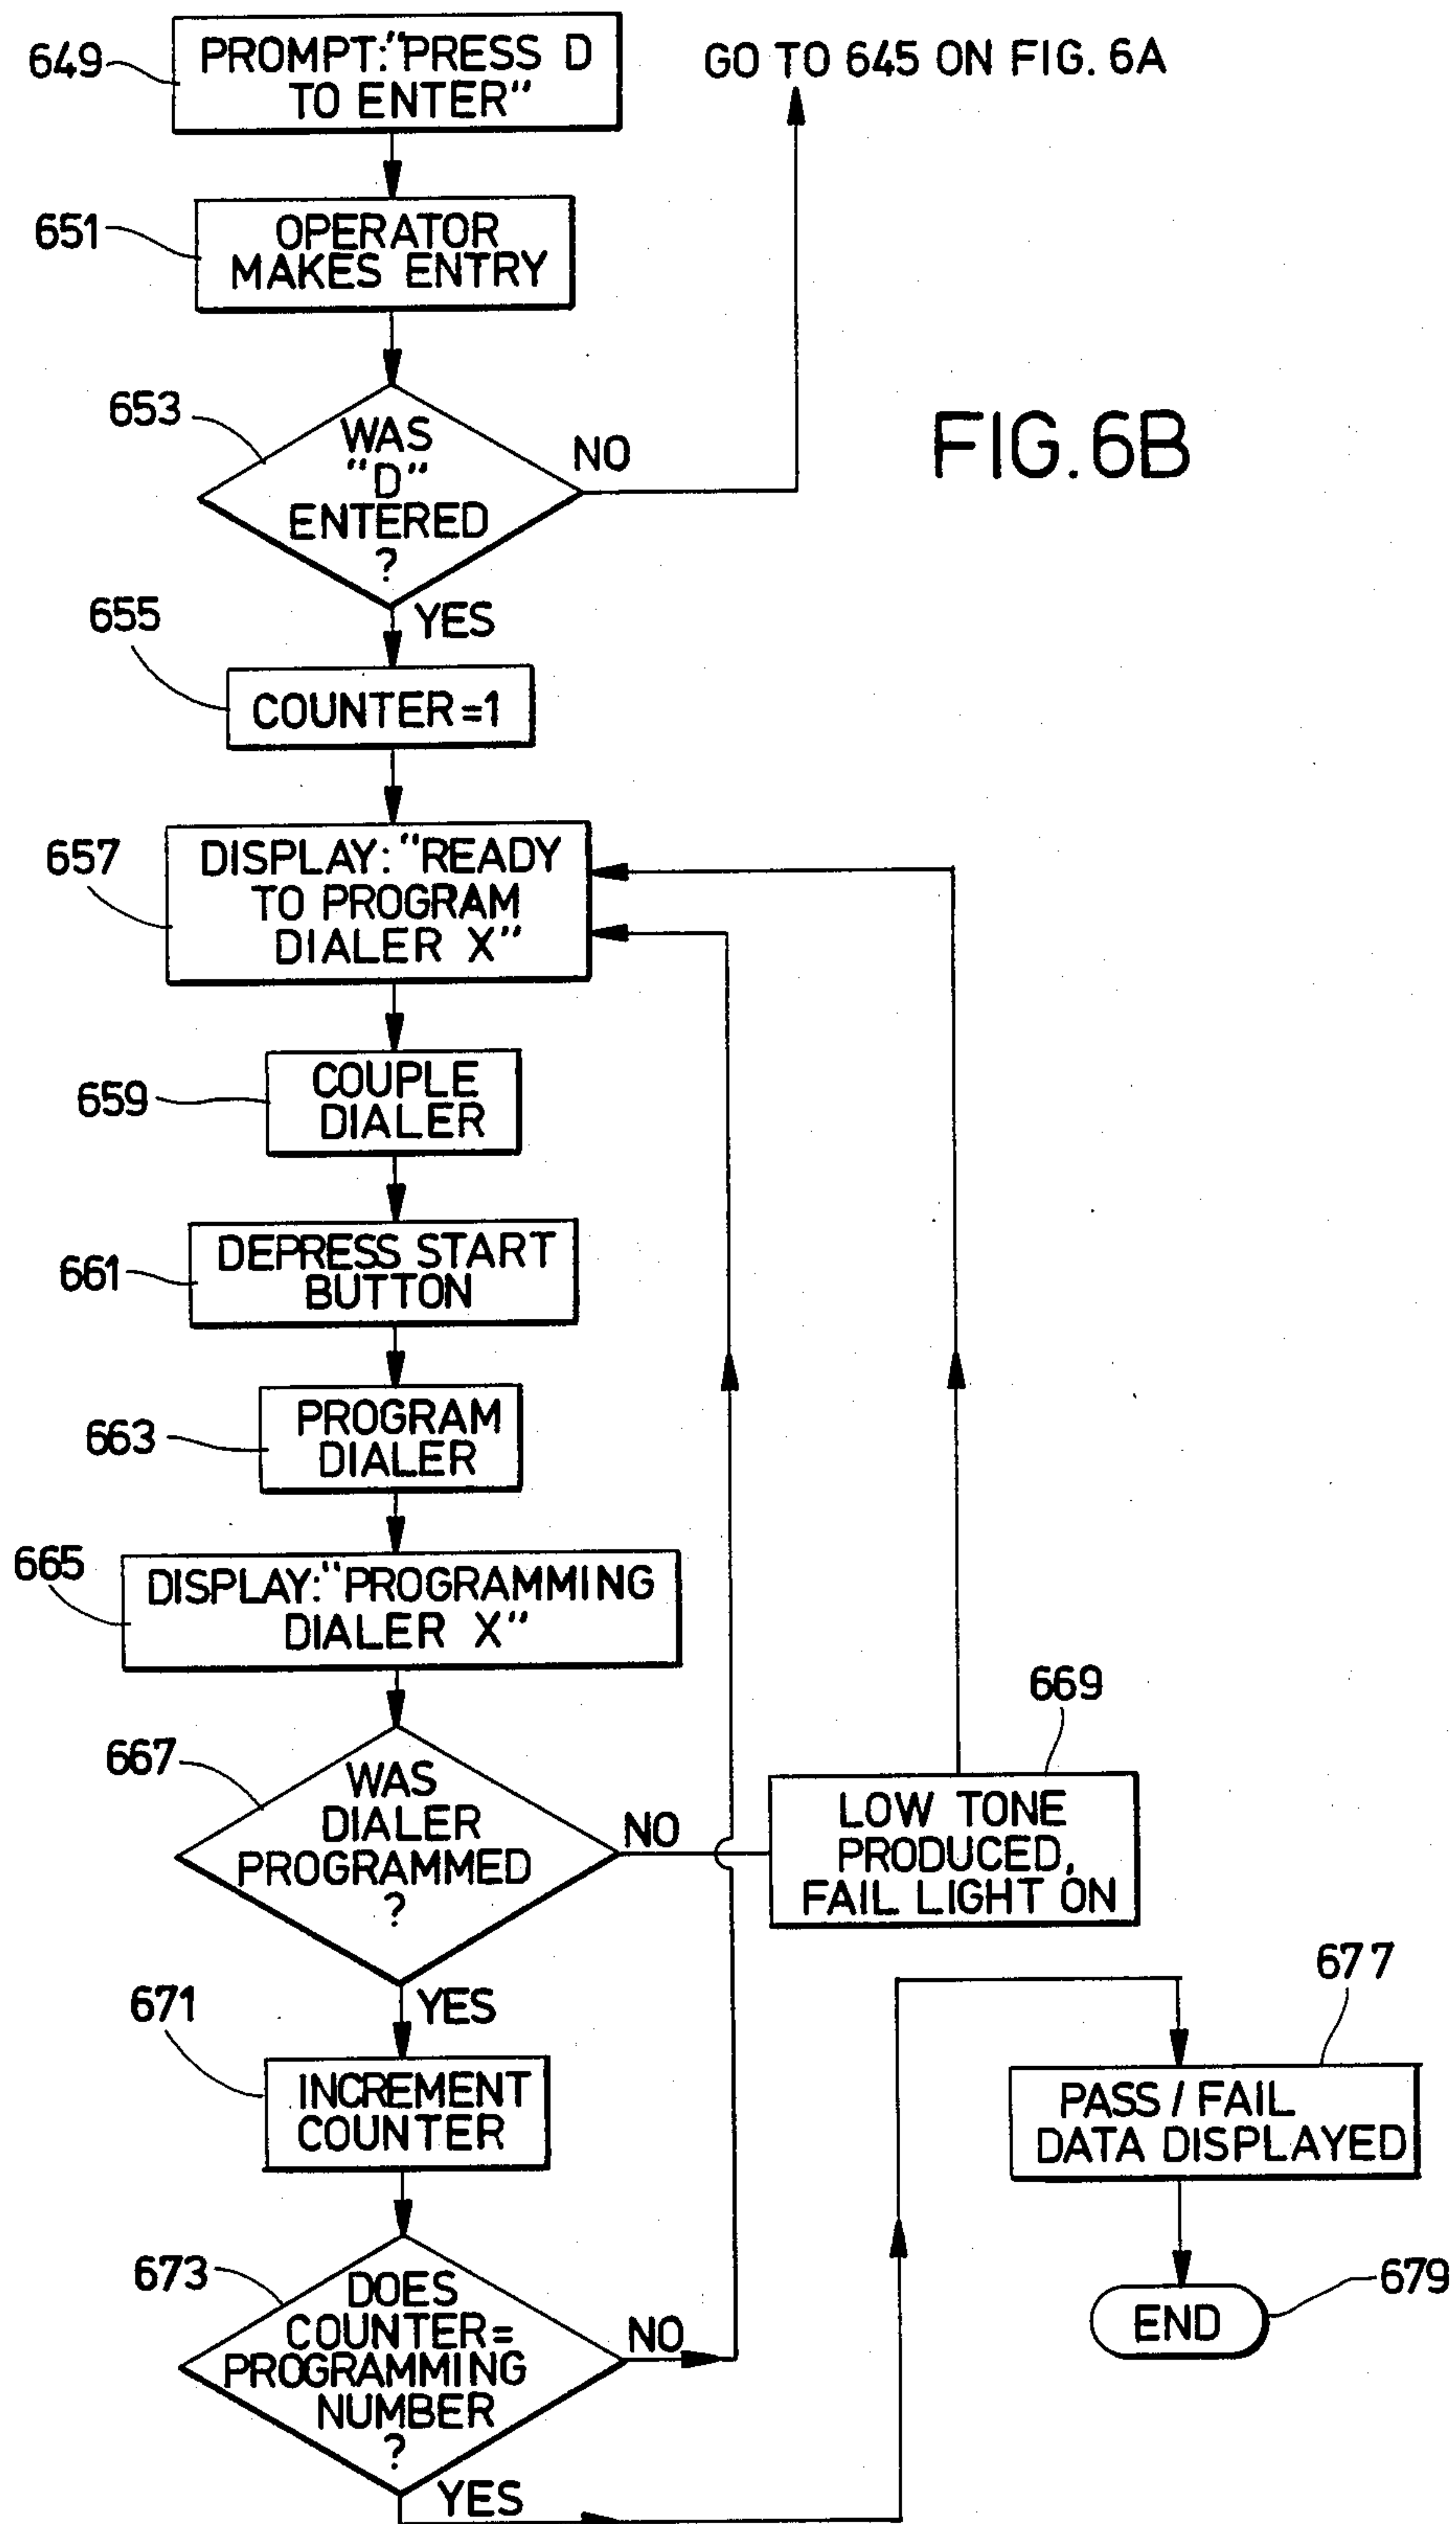 649
PROMPT:"PRESS D
TO ENTER"
GO TO 645 ON FIG. 6A
651
OPERATOR
MAKES ENTRY
653
WAS
"D"
ENTERED
?
NO
YES
FIG.6B
655
COUNTER=1
657
DISPLAY:"READY
TO PROGRAM
DIALER X"
659
COUPLE
DIALER
661
DEPRESS START
BUTTON
663
PROGRAM
DIALER
665
DISPLAY:"PROGRAMMING
DIALER X"
667
WAS
DIALER
PROGRAMMED
?
NO
YES
669
LOW TONE
PRODUCED,
FAIL LIGHT ON
671
INCREMENT
COUNTER
673
DOES
COUNTER=
PROGRAMMING
NUMBER
?
NO
YES
677
PASS / FAIL
DATA DISPLAYED
END
679